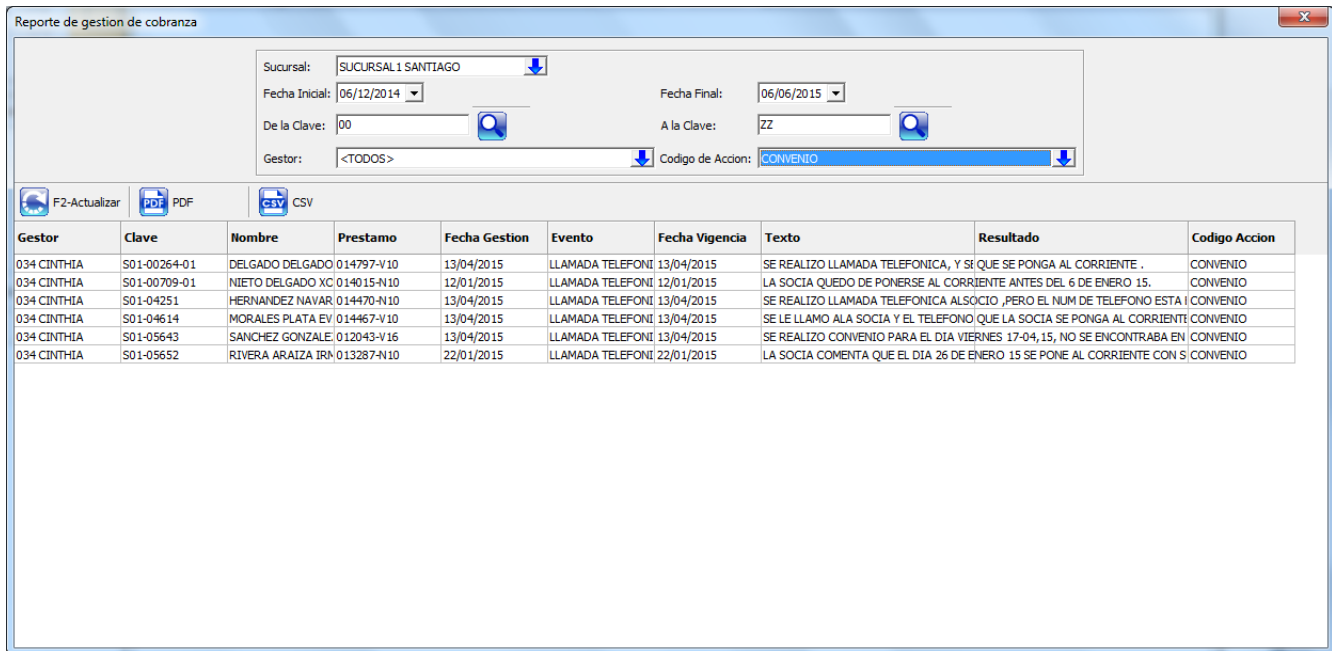 Reporte de gestion de cobranza
x
Sucursal: SUCURSAL1 SANTIAGO
Fecha Inicial: 06/12/2014 Fecha Final: 06/06/2015
De la Clave: 00 A la Clave: ZZ
Gestor: <TODOS> Codigo de Accion: CONVENIO
F2-Actualizar PDF PDF CSV CSV
Gestor Clave Nombre Prestamo Fecha Gestion Evento Fecha Vigencia Texto Resultado Codigo Accion
034 CINTHIA S01-00264-01 DELGADO DELGADO 014797-V10 13/04/2015 LLAMADA TELEFONI 13/04/2015 SE REALIZO LLAMADA TELEFONICA, Y SE QUE SE PONGA AL CORRIENTE . CONVENIO
034 CINTHIA S01-00709-01 NIETO DELGADO XO 014015-N10 12/01/2015 LLAMADA TELEFONI 12/01/2015 LA SOCIA QUEDO DE PONERSE AL CORRIENTE ANTES DEL 6 DE ENERO 15. CONVENIO
034 CINTHIA S01-04251 HERNANDEZ NAVAR 014470-N10 13/04/2015 LLAMADA TELEFONI 13/04/2015 SE REALIZO LLAMADA TELEFONICA ALSOCIO ,PERO EL NUM DE TELEFONO ESTA CONVENIO
034 CINTHIA S01-04614 MORALES PLATA EV 014467-V10 13/04/2015 LLAMADA TELEFONI 13/04/2015 SE LE LLAMO ALA SOCIA Y EL TELEFONO QUE LA SOCIA SE PONGA AL CORRIENTE CONVENIO
034 CINTHIA S01-05643 SANCHEZ GONZALE 012043-V16 13/04/2015 LLAMADA TELEFONI 13/04/2015 SE REALIZO CONVENIO PARA EL DIA VIERNES 17-04,15, NO SE ENCONTRABA EN CONVENIO
034 CINTHIA S01-05652 RIVERA ARAIZA IRM 013287-N10 22/01/2015 LLAMADA TELEFONI 22/01/2015 LA SOCIA COMENTA QUE EL DIA 26 DE ENERO 15 SE PONE AL CORRIENTE CON S CONVENIO